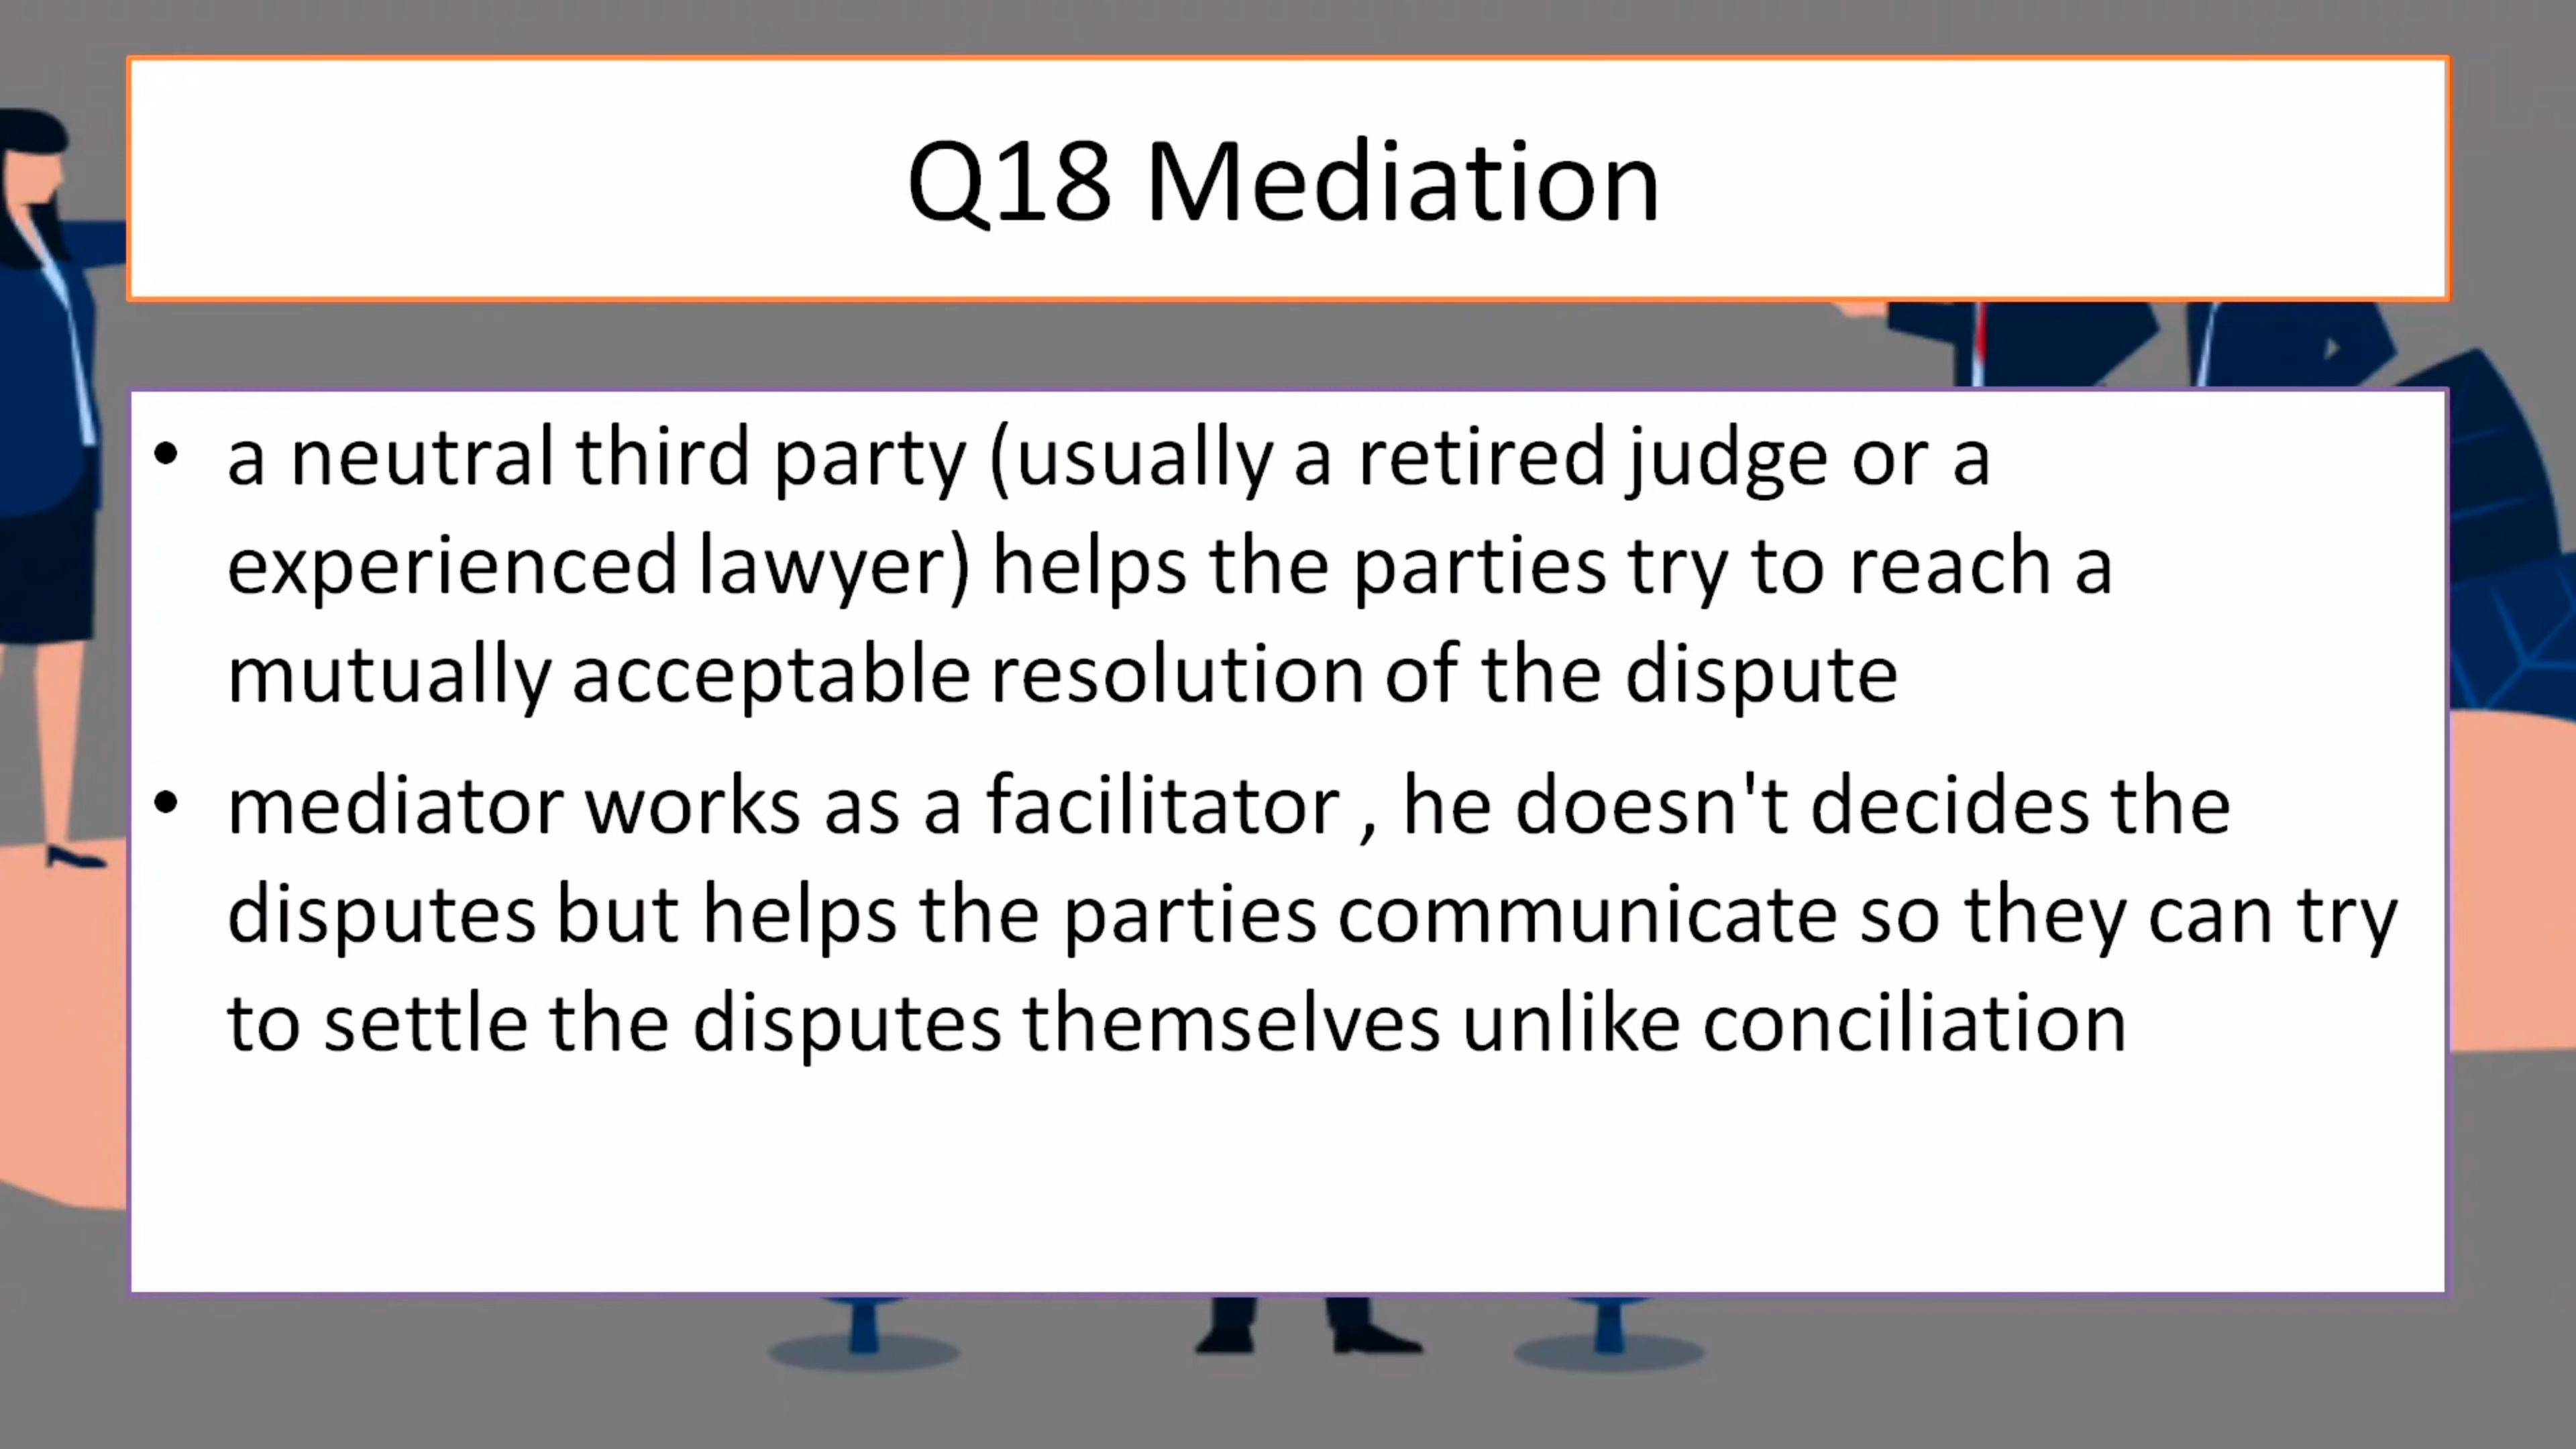 Q18 Mediation
• a neutral third party (usually a retired judge or a
experienced lawyer) helps the parties try to reach a
mutually acceptable resolution of the dispute
• mediator works as a facilitator , he doesn't decides the
disputes but helps the parties communicate so they can try
to settle the disputes themselves unlike conciliation